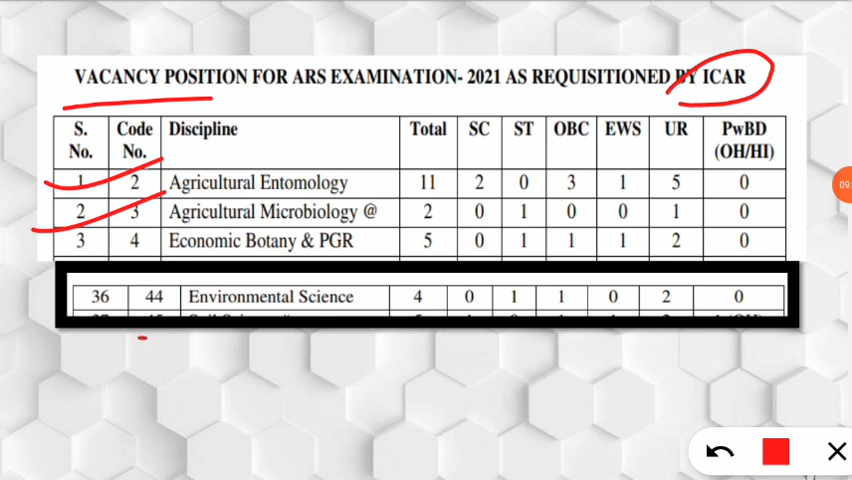 VACANCY POSITION FOR ARS EXAMINATION- 2021 AS REQUISITIONED BY ICAR
S. No. Code No. Discipline Total SC ST OBC EWS UR PwBD (OH/HI)
1 2 Agricultural Entomology 11 2 0 3 1 5 0
2 3 Agricultural Microbiology @ 2 0 1 0 0 1 0
3 4 Economic Botany & PGR 5 0 1 1 1 2 0
36 44 Environmental Science 4 0 1 1 0 2 0
09: